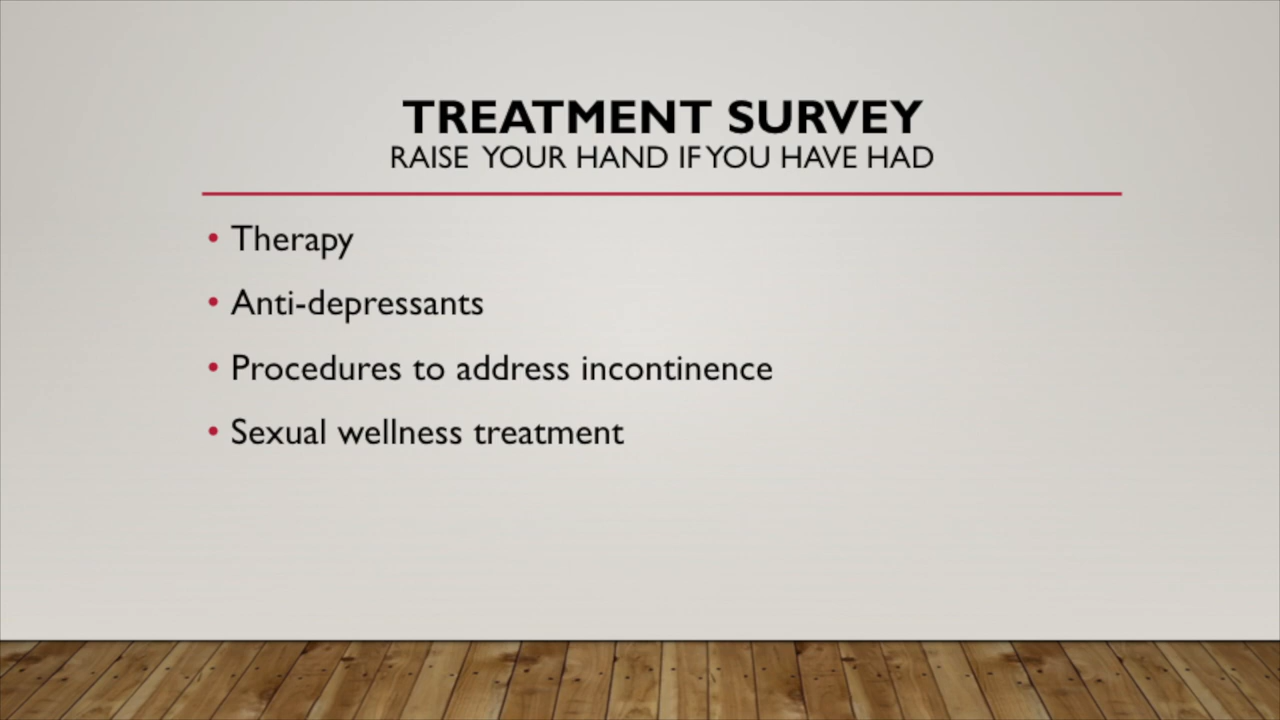 TREATMENT SURVEY
RAISE YOUR HAND IF YOU HAVE HAD
• Therapy
• Anti-depressants
• Procedures to address incontinence
• Sexual wellness treatment